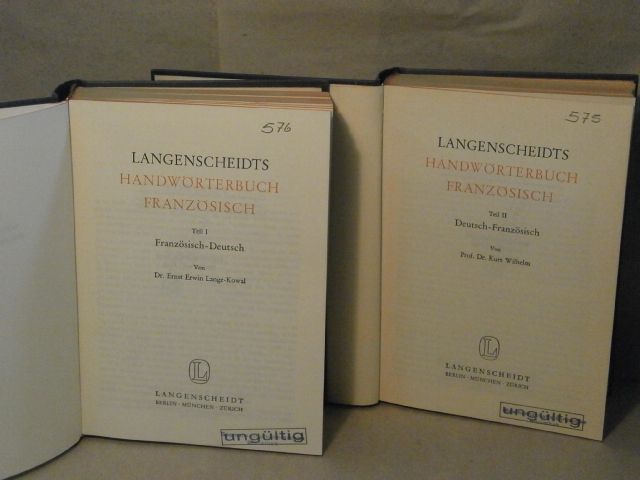 576
LANGENSCHEIDTS
HANDWÖRTERBUCH
FRANZÖSISCH
Teil I
Französisch-Deutsch
Von
Dr. Ernst Erwin Lange-Kowal
L
LANGENSCHEIDT
BERLIN · MÜNCHEN · ZÜRICH
ungültig
575
LANGENSCHEIDTS
HANDWÖRTERBUCH
FRANZÖSISCH
Teil II
Deutsch-Französisch
Von
Prof. Dr. Kurt Wilhelm
L
LANGENSCHEIDT
BERLIN · MÜNCHEN · ZÜRICH
ungültig